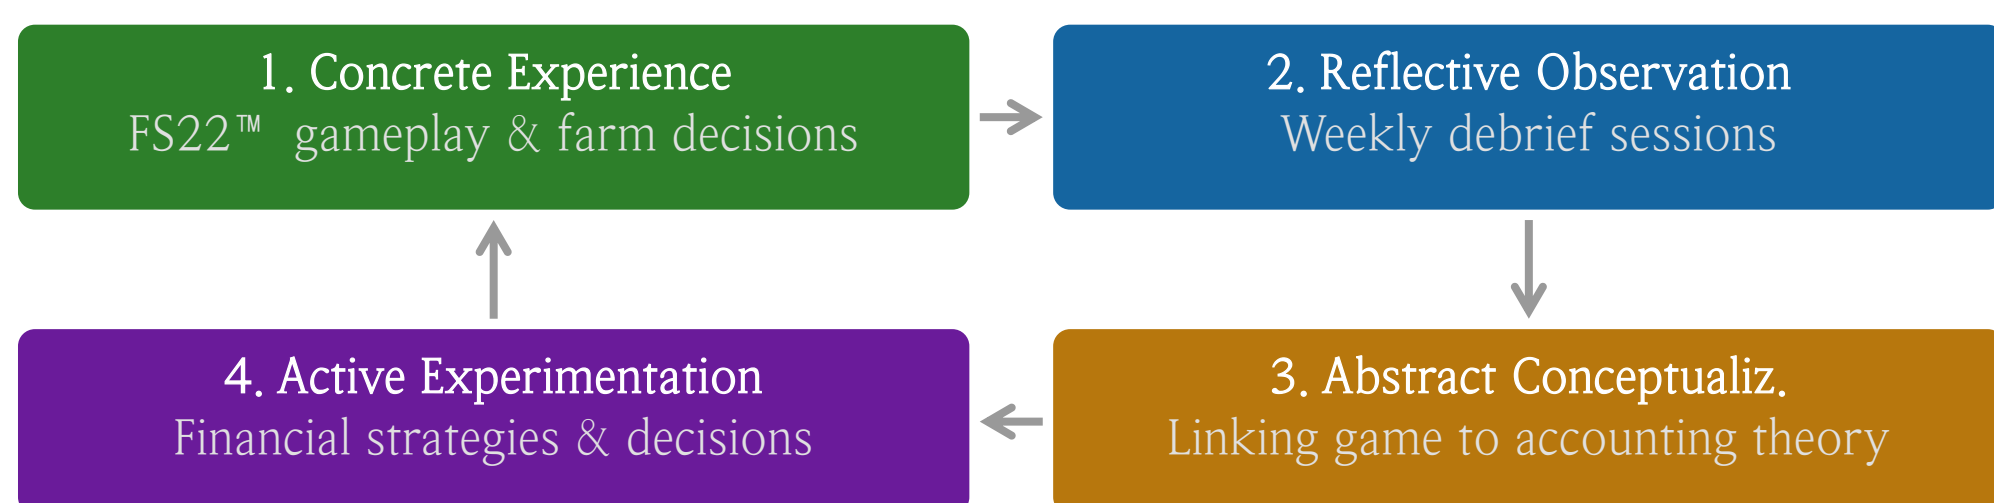 1. Concrete Experience
FS22™ gameplay & farm decisions
2. Reflective Observation
Weekly debrief sessions
3. Abstract Conceptualiz.
Linking game to accounting theory
4. Active Experimentation
Financial strategies & decisions